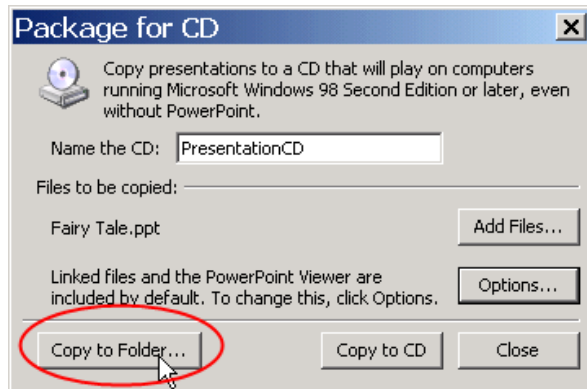 Package for CD
Copy presentations to a CD that will play on computers
running Microsoft Windows 98 Second Edition or later, even
without PowerPoint.
Name the CD: PresentationCD
Files to be copied:
Fairy Tale.ppt
Add Files...
Linked files and the PowerPoint Viewer are
included by default. To change this, click Options.
Options...
Copy to Folder... Copy to CD Close